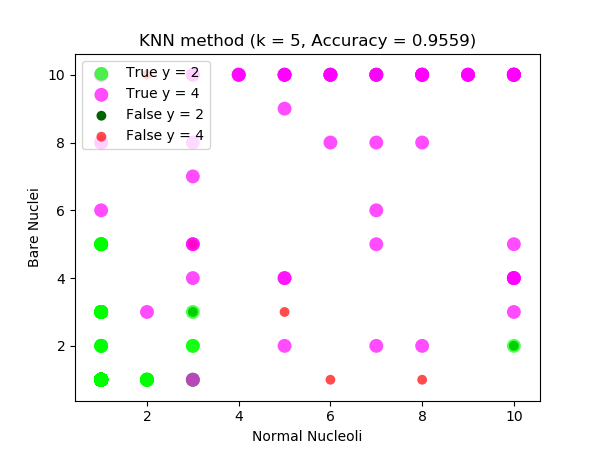 KNN method (k = 5, Accuracy = 0.9559)
True y = 2
True y = 4
False y = 2
False y = 4
10
8
6
4
2
Bare Nuclei
2 4 6 8 10
Normal Nucleoli